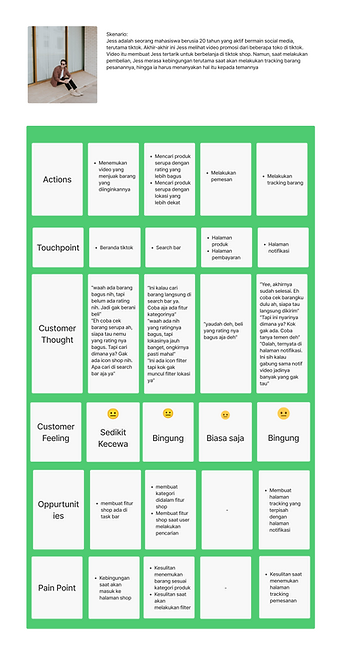 Skenario:
Jess adalah seorang mahasiswa berusia 20 tahun yang aktif bermain social media,
terutama tiktok. Akhir-akhir ini Jess melihat video promosi dari beberapa toko di tiktok.
Video itu membuat Jess tertarik untuk berbelanja di tiktok shop. Namun, saat melakukan
pembelian, Jess merasa kebingungan terutama saat akan melakukan tracking barang
pesanannya, hingga ia harus menanyakan hal itu kepada temannya
Actions
• Menemukan
video yang
menjuak barang
yang
diinginkannya
• Mencari produk
serupa dengan
rating yang
lebih bagus
• Mencari produk
serupa dengan
lokasi yang
lebih dekat
• Melakukan
pemesan
• Melakukan
tracking barang
Touchpoint
• Beranda tiktok
• Search bar
• Halaman
produk
• Halaman
pembayaran
• Halaman
notifikasi
Customer
Thought
"waah ada barang
bagus nih, tapi
belum ada rating
nih. Jadi gak berani
beli"
"Eh coba cek
barang serupa ah,
siapa tau nemu
yang rating nya
bagus. Tapi cari
dimana ya? Gak
ada icon shop nih.
Apa cari di search
bar aja ya"
"Ini kalau cari
barang langsung di
search bar ya.
Coba aja ada fitur
kategorinya"
"waah ada nih
yang ratingnya
bagus, tapi
lokasinya jauh
banget, ongkirnya
pasti mahal"
"Ini ada icon filter
tapi kok gak
muncul filter lokasi
ya"
"yaudah deh, beli
yang rating nya
bagus aja deh"
"Yee, akhirnya
sudah selesai. Eh
coba cek barangku
dulu ah, siapa tau
langsung dikirim"
"Tapi ini nyarinya
dimana ya? Kok
gak ada. Coba
tanya temen deh"
"Oalah, ternyata di
halaman notifikasi.
Ini sih kalau
gabung sama notif
video jadinya
banyak yang gak
tau"
Customer
Feeling
Sedikit
Kecewa
Bingung
Biasa saja
Bingung
Oppurtunit
ies
• membuat fitur
shop ada di
task bar
• membuat
kategori
didalam fitur
shop
• Membuat fitur
shop saat user
melakukan
pencarian
-
• Membuat
halaman
tracking yang
terpisah
dengan
halaman
notifikasi
Pain Point
• Kebingungan
saat akan
masuk ke
halaman shop
• Kesulitan
menemukan
barang sesuai
kategori produk
• Kesulitan saat
akan
melakukan filter
-
• Kesulitan saat
menemukan
halaman
tracking
pemesanan